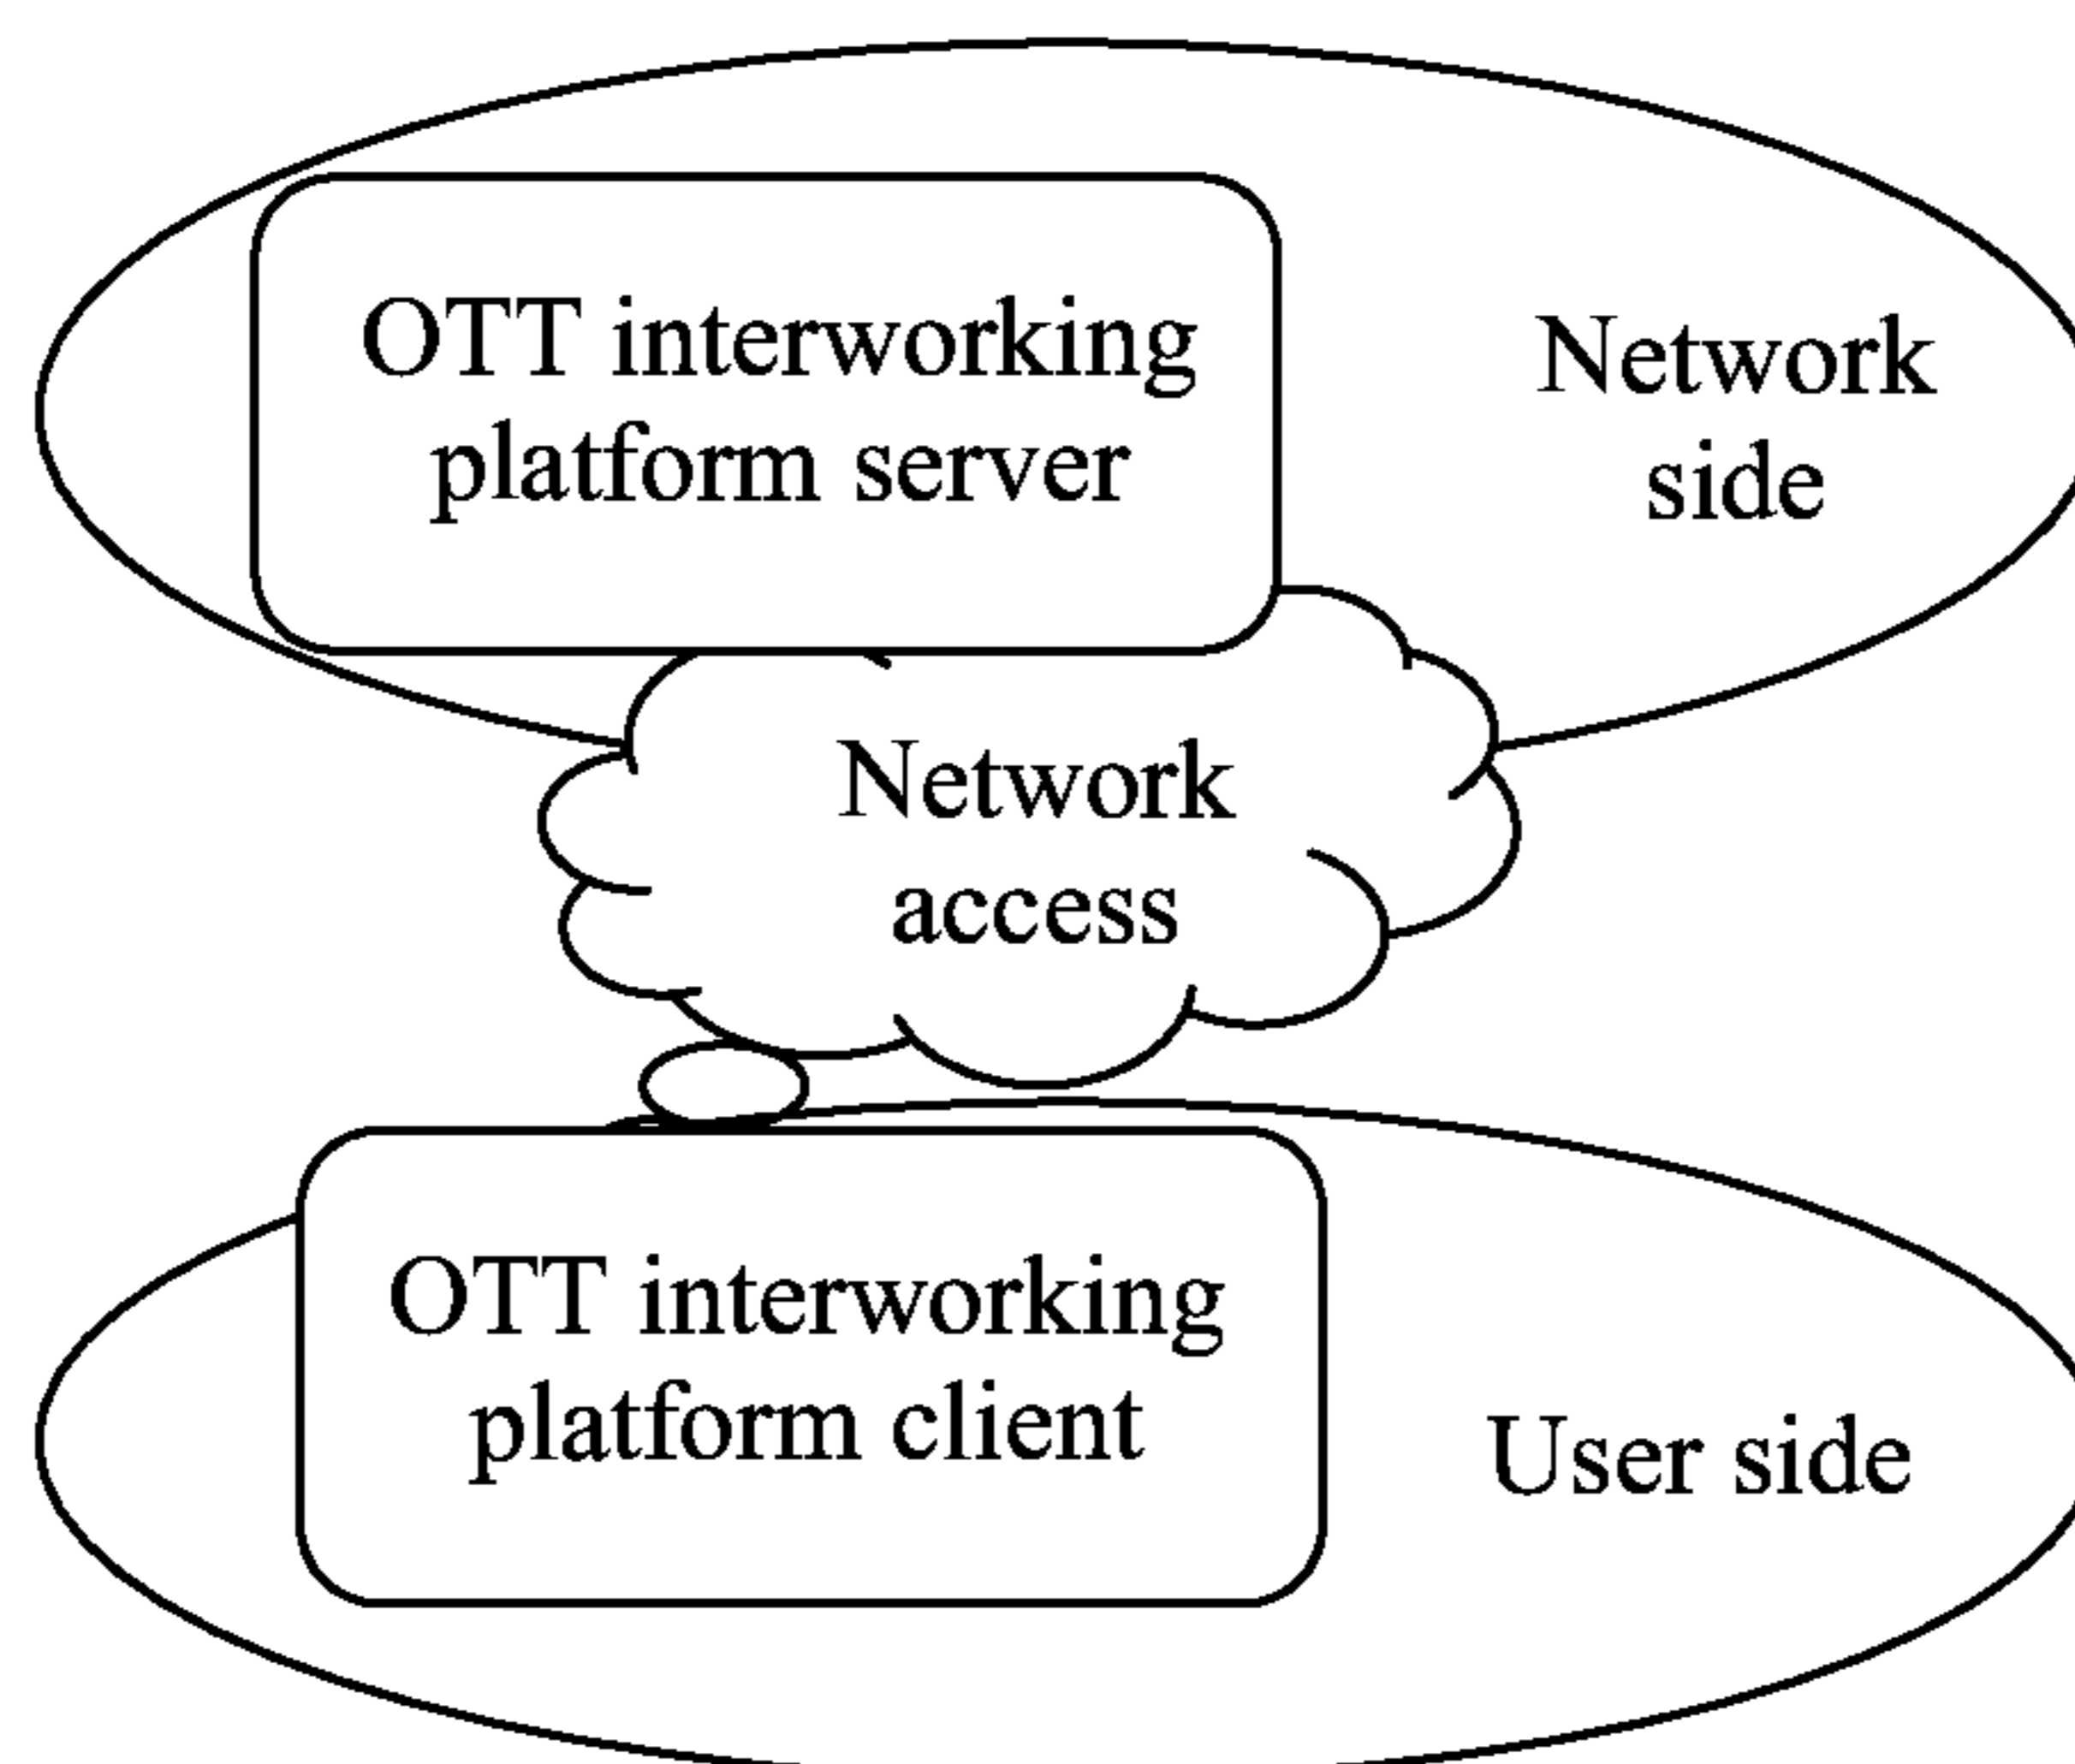 OTT interworking
platform server
Network
side
Network
access
OTT interworking
platform client
User side